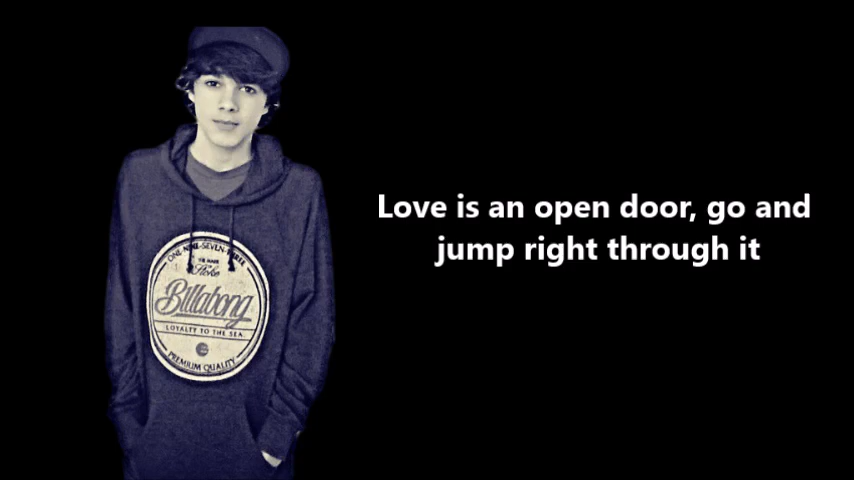 ONE-NINE-SEVEN-THREE
Billabong
LOYALTY TO THE SEA.
PREMIUM QUALITY
Love is an open door, go and
jump right through it